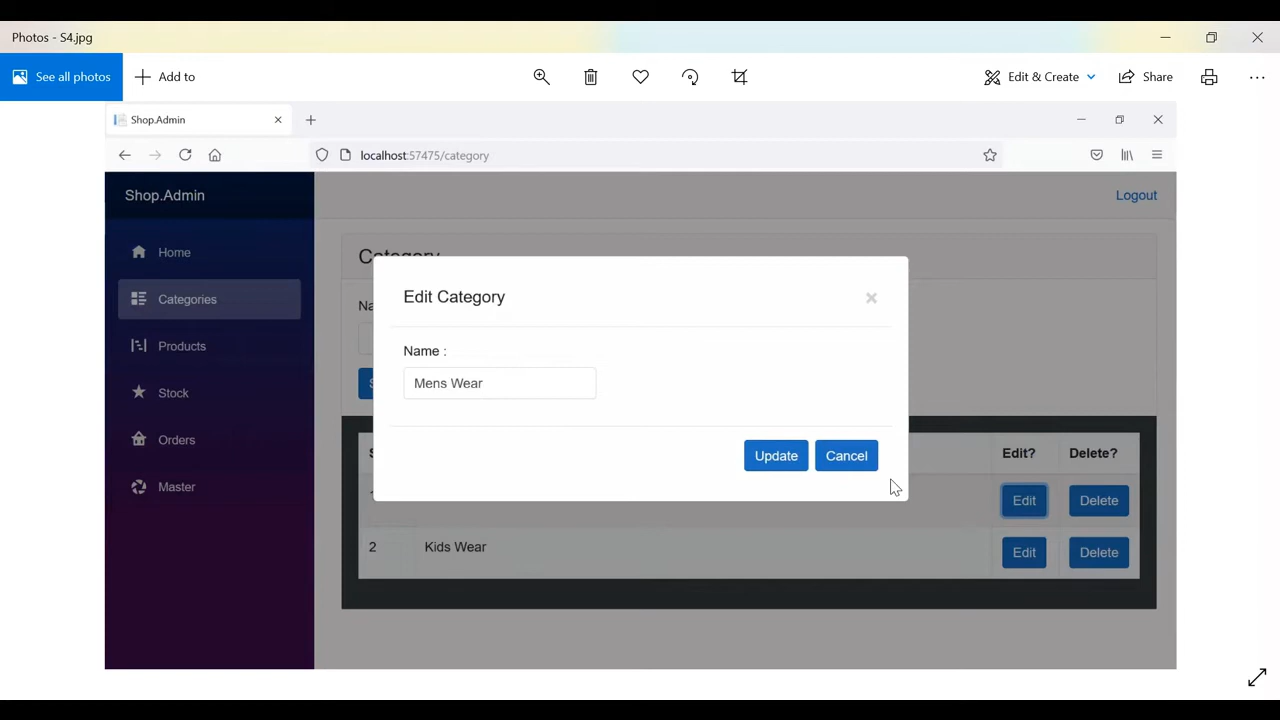 Photos - S4.jpg
See all photos
Add to
Edit & Create
Share
Shop.Admin
localhost:57475/category
Shop.Admin
Logout
Home
Categories
Products
Stock
Orders
Master
Category
Edit Category
Name :
Mens Wear
Update Cancel
Edit? Delete?
Edit Delete
2 Kids Wear Edit Delete